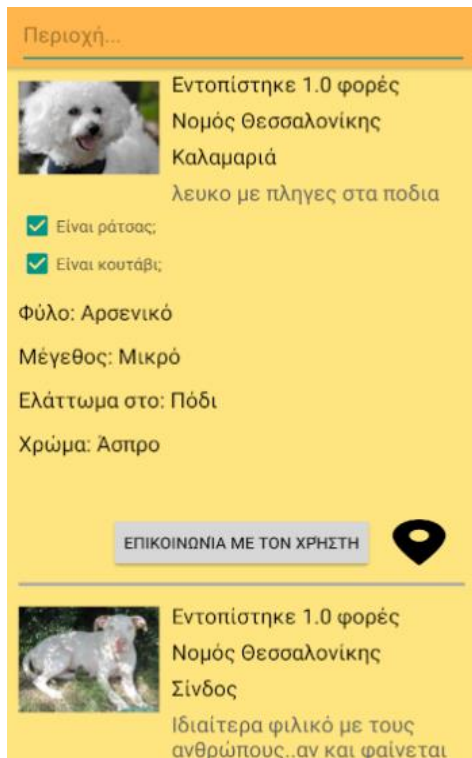 Περιοχή...
Εντοπίστηκε 1.0 φορές
Νομός Θεσσαλονίκης
Καλαμαριά
λευκο με πληγες στα ποδια
Είναι ράτσας;
Είναι κουτάβι;
Φύλο: Αρσενικό
Μέγεθος: Μικρό
Ελάττωμα στο: Πόδι
Χρώμα: Άσπρο
ΕΠΙΚΟΙΝΩΝΊΑ ΜΕ ΤΟΝ ΧΡΉΣΤΗ
Εντοπίστηκε 1.0 φορές
Νομός Θεσσαλονίκης
Σίνδος
Ιδιαίτερα φιλικό με τους
ανθρώπους..αν και φαίνεται